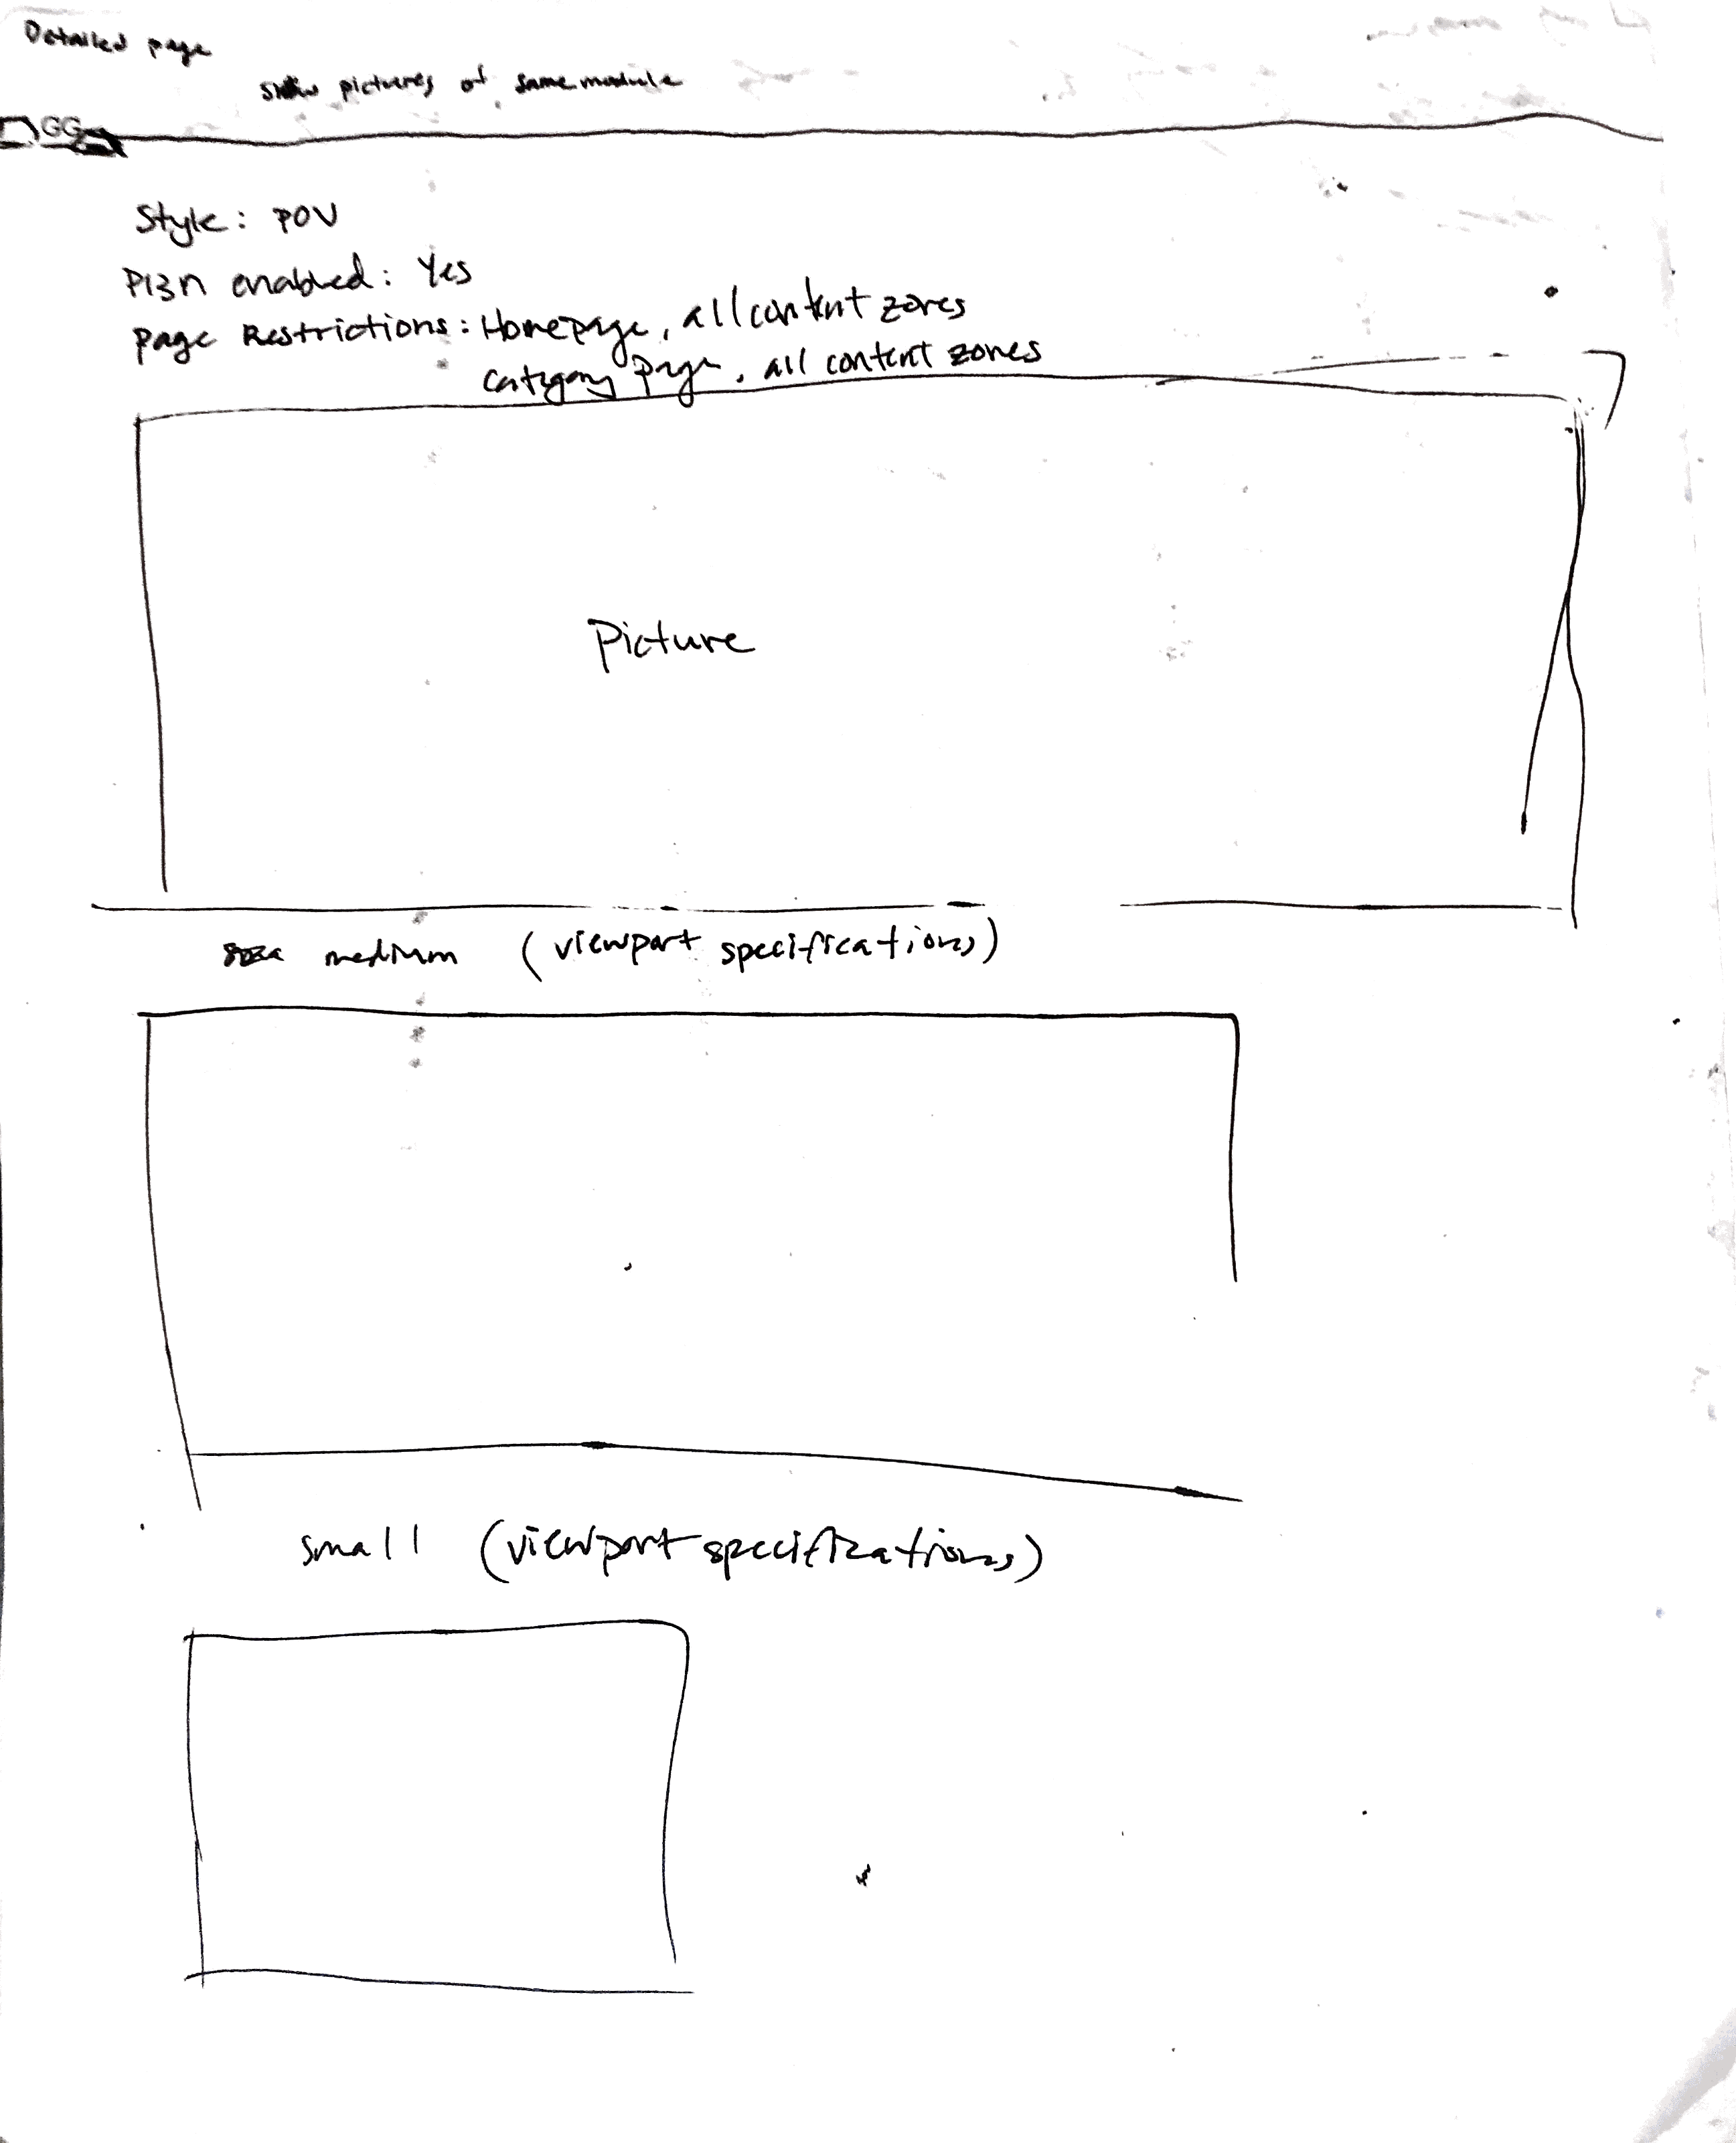 Detailed page
show pictures of same module
GG
Style: POV
P13n enabled: Yes
page Restrictions: Homepage, all content zones
Category page, all content zones
Picture
medium (viewport specifications)
small (viewport specifications)